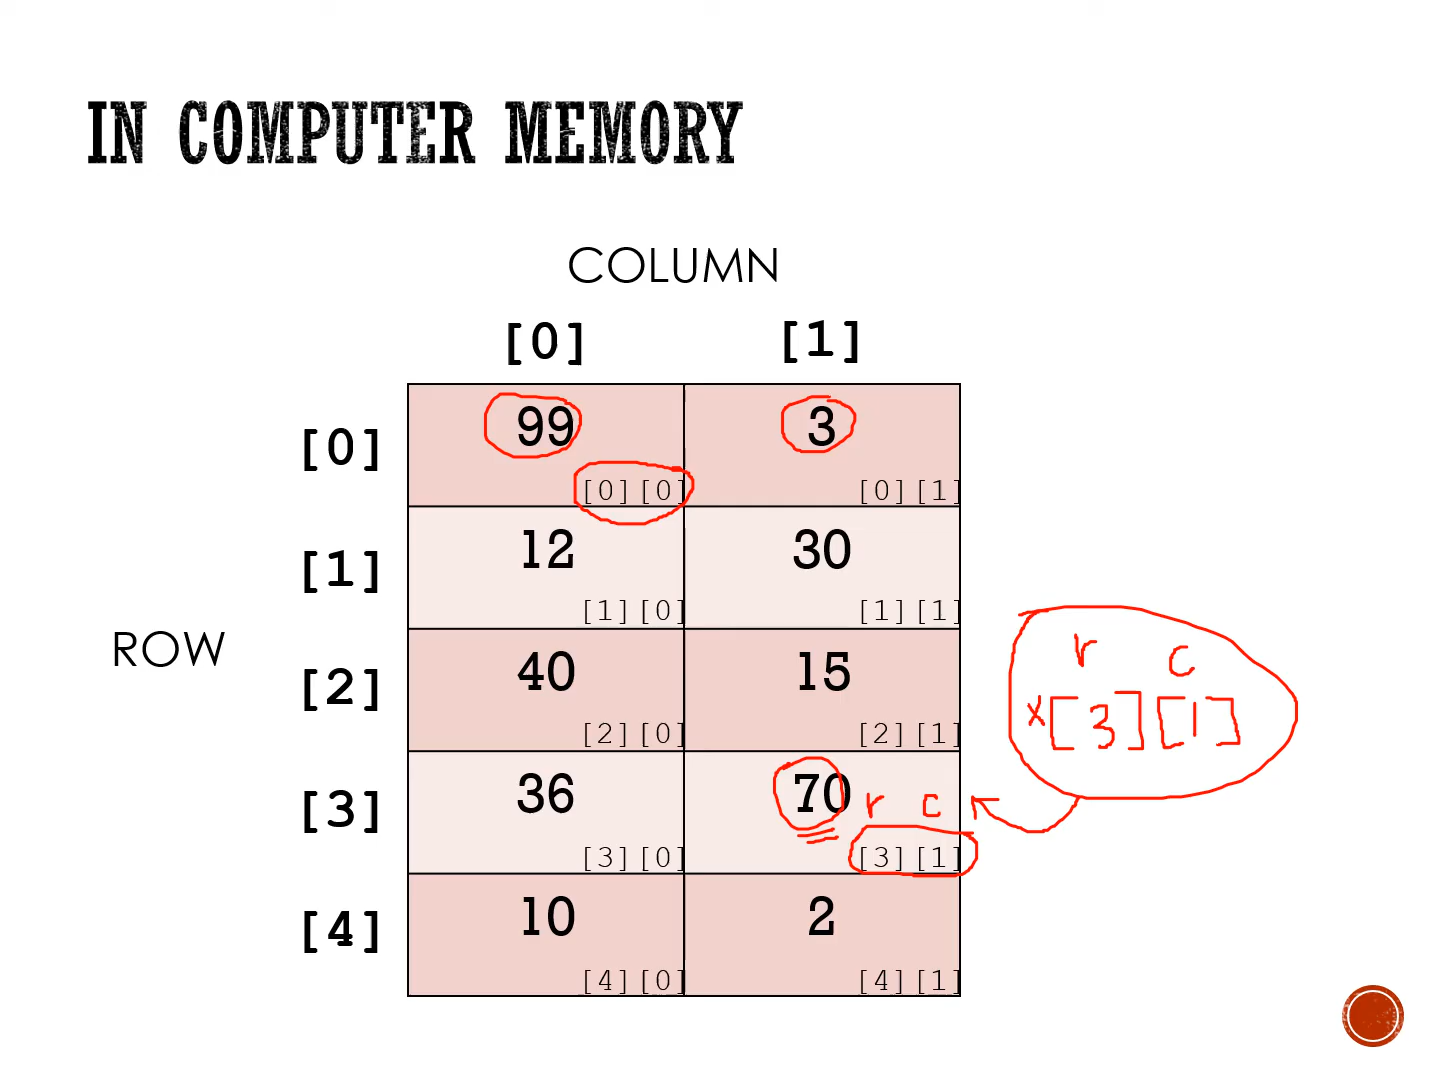 IN COMPUTER MEMORY
COLUMN
[0] [1]
[0] 99 3
[0][0] [0][1]
[1] 12 30
[1][0] [1][1]
r c
ROW
[2] 40 15
x[3][1]
[2][0] [2][1]
[3] 36 70 r c
[3][0] [3][1]
[4] 10 2
[4][0] [4][1]